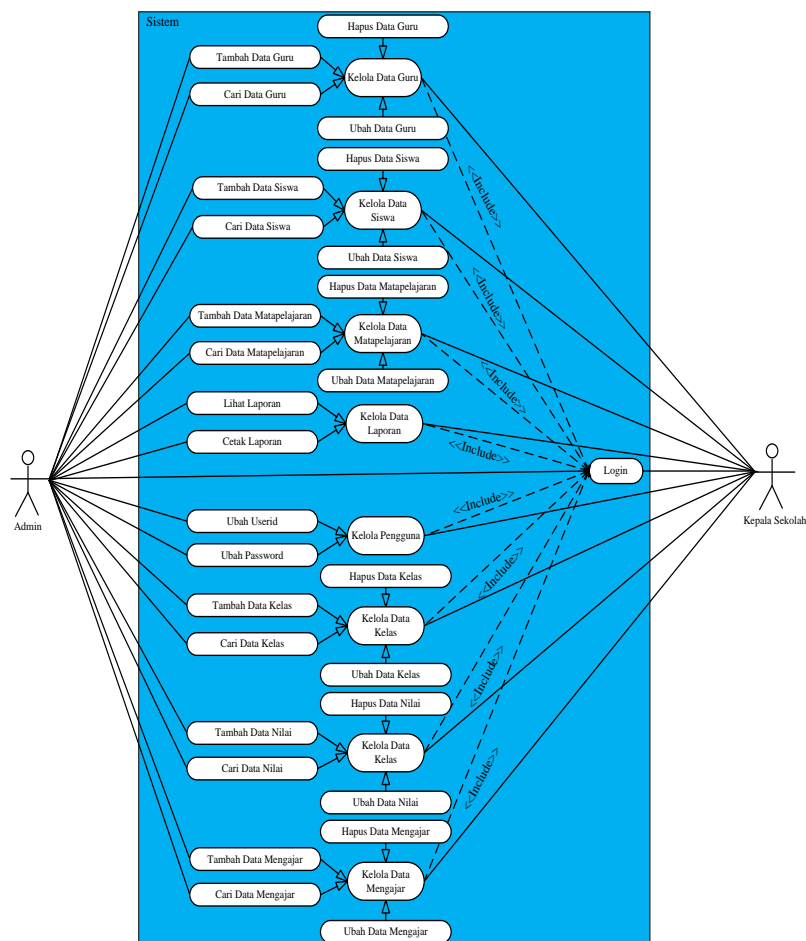 Sistem
Hapus Data Guru
Tambah Data Guru
Kelola Data Guru
Cari Data Guru
Ubah Data Guru
Hapus Data Siswa
<<Include>>
Tambah Data Siswa
Kelola Data
Siswa
Cari Data Siswa
Ubah Data Siswa
<<Include>>
Hapus Data Matapelajaran
Tambah Data Matapelajaran
Kelola Data
Matapelajaran
Cari Data Matapelajaran
Ubah Data Matapelajaran
<<Include>>
Lihat Laporan
Kelola Data
Laporan
Cetak Laporan
<<Include>>
Login
Admin
Kepala Sekolah
<<Include>>
Ubah Userid
Kelola Pengguna
Ubah Password
<<Include>>
Hapus Data Kelas
Tambah Data Kelas
Kelola Data
Kelas
Cari Data Kelas
Ubah Data Kelas
<<Include>>
Hapus Data Nilai
Tambah Data Nilai
Kelola Data
Kelas
Cari Data Nilai
Ubah Data Nilai
<<Include>>
Hapus Data Mengajar
Tambah Data Mengajar
Kelola Data
Mengajar
Cari Data Mengajar
Ubah Data Mengajar